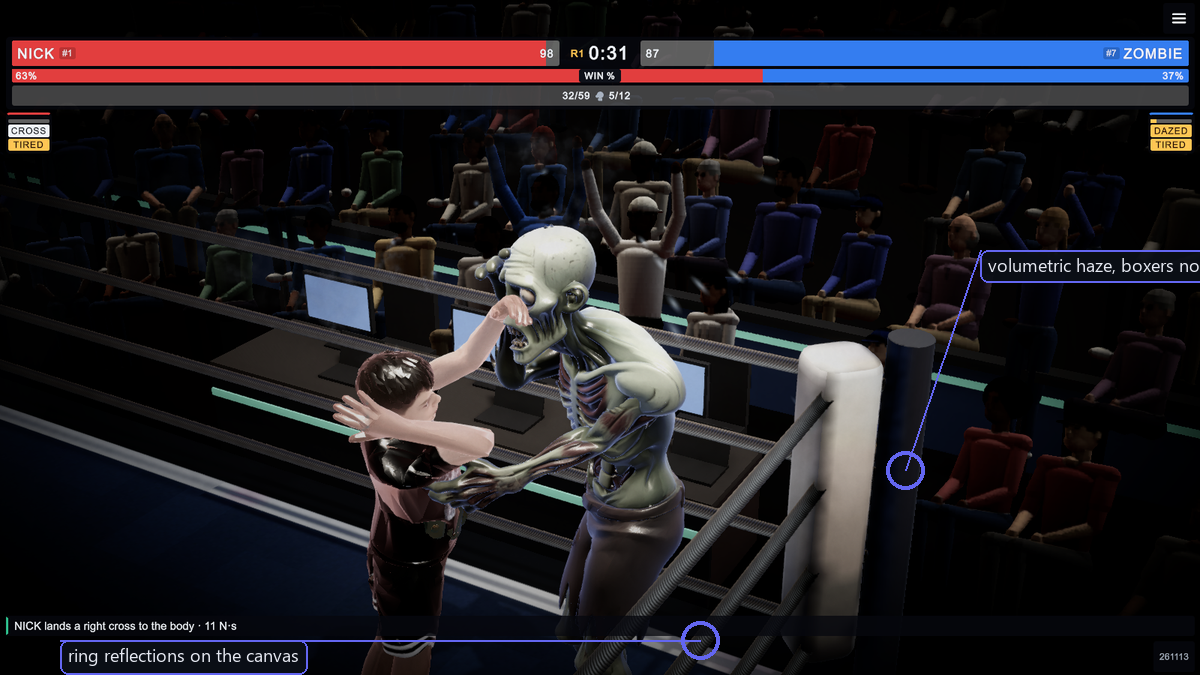 NICK #1 98 R1 0:31 87 #7 ZOMBIE
63% WIN % 37%
32/59 5/12
CROSS
TIRED
DAZED
TIRED
volumetric haze, boxers no
NICK lands a right cross to the body · 11 N·s
ring reflections on the canvas
261113